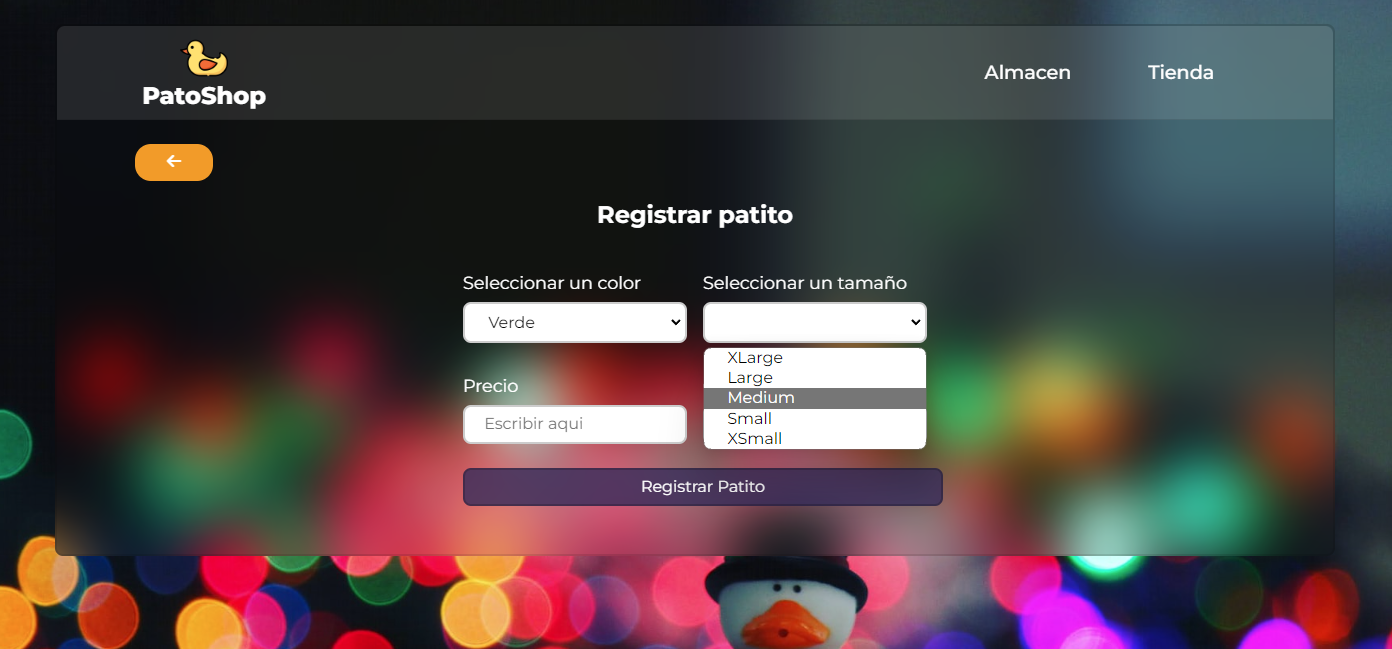 PatoShop
Almacen
Tienda
Registrar patito
Seleccionar un color
Seleccionar un tamaño
Verde
XLarge
Large
Medium
Small
XSmall
Precio
Escribir aqui
Registrar Patito